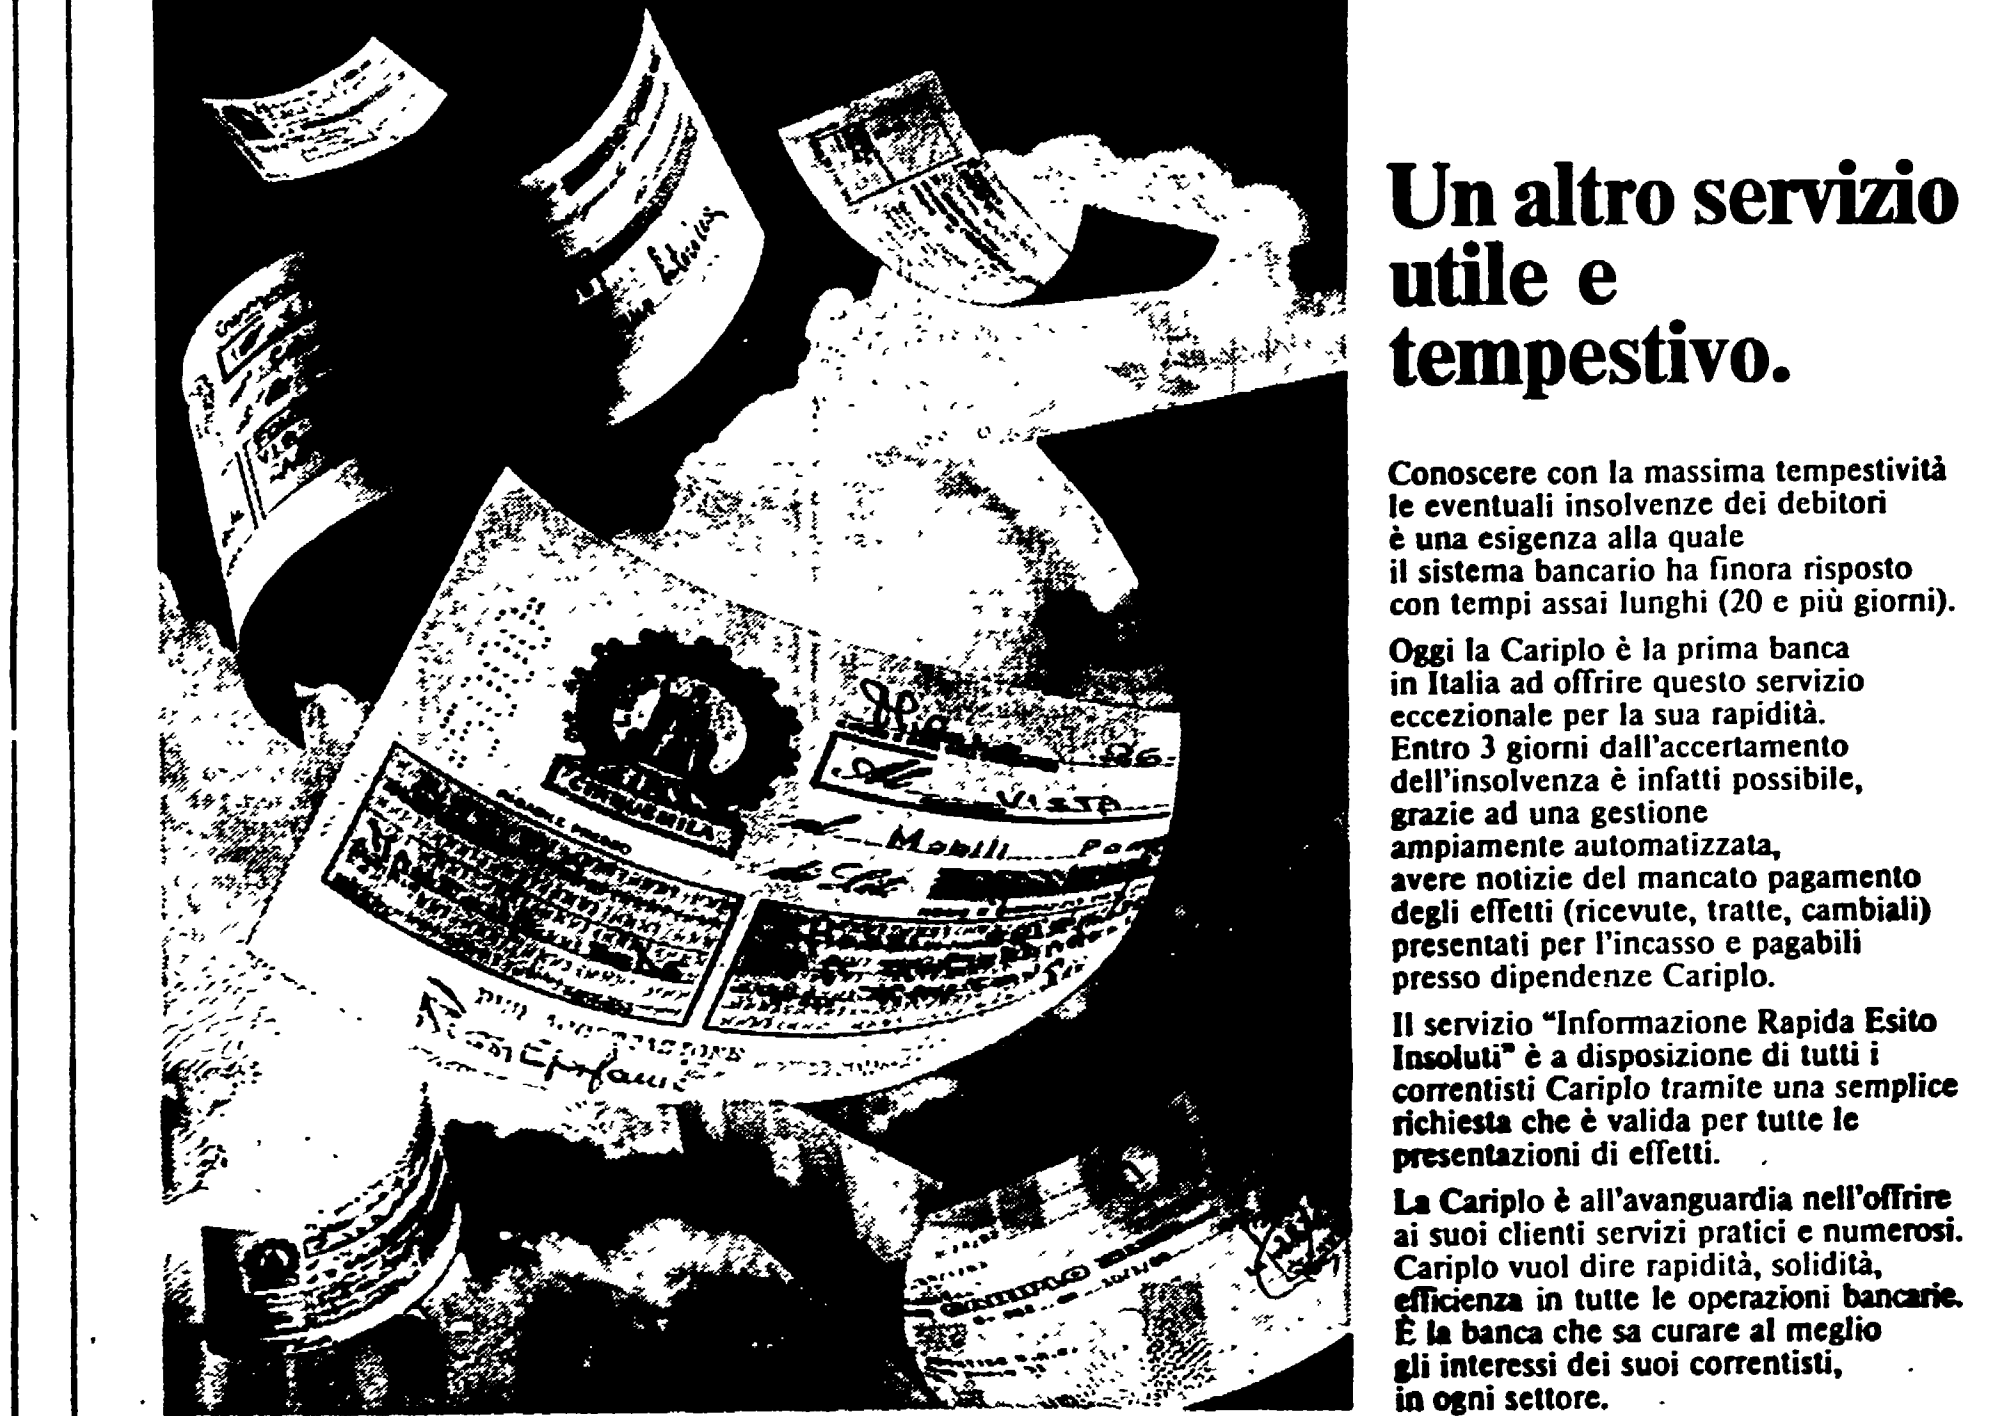 Un altro servizio
utile e
tempestivo.
Conoscere con la massima tempestività
le eventuali insolvenze dei debitori
è una esigenza alla quale
il sistema bancario ha finora risposto
con tempi assai lunghi (20 e più giorni).
Oggi la Cariplo è la prima banca
in Italia ad offrire questo servizio
eccezionale per la sua rapidità.
Entro 3 giorni dall'accertamento
dell'insolvenza è infatti possibile,
grazie ad una gestione
ampiamente automatizzata,
avere notizie del mancato pagamento
degli effetti (ricevute, tratte, cambiali)
presentati per l'incasso e pagabili
presso dipendenze Cariplo.
Il servizio "Informazione Rapida Esito
Insoluti" è a disposizione di tutti i
correntisti Cariplo tramite una semplice
richiesta che è valida per tutte le
presentazioni di effetti.
La Cariplo è all'avanguardia nell'offrire
ai suoi clienti servizi pratici e numerosi.
Cariplo vuol dire rapidità, solidità,
efficienza in tutte le operazioni bancarie.
È la banca che sa curare al meglio
gli interessi dei suoi correntisti,
in ogni settore.
VISTA
Mobili
CINQUEMILA